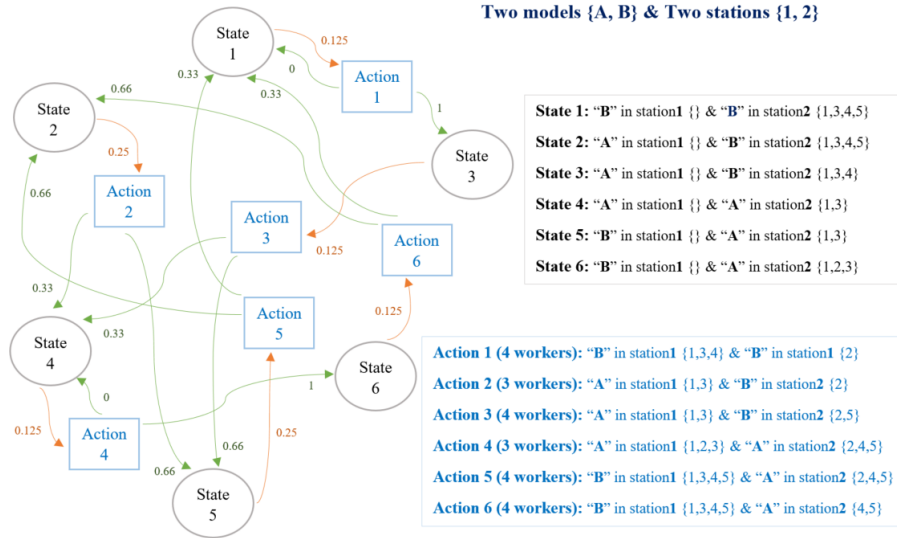 Two models {A, B} & Two stations {1, 2}
State
1
0.125
0
Action
1
0.33
0.33
1
0.66
State
2
0.25
State
3
0.66
Action
2
Action
3
0.125
Action
6
0.33
0.125
Action
5
0.33
State
4
State
6
0
1
0.125
Action
4
0.25
0.66
0.66
State
5
State 1: “B” in station1 {} & “B” in station2 {1,3,4,5}
State 2: “A” in station1 {} & “B” in station2 {1,3,4,5}
State 3: “A” in station1 {} & “B” in station2 {1,3,4}
State 4: “A” in station1 {} & “A” in station2 {1,3}
State 5: “B” in station1 {} & “A” in station2 {1,3}
State 6: “B” in station1 {} & “A” in station2 {1,2,3}
Action 1 (4 workers): “B” in station1 {1,3,4} & “B” in station1 {2}
Action 2 (3 workers): “A” in station1 {1,3} & “B” in station2 {2}
Action 3 (4 workers): “A” in station1 {1,3} & “B” in station2 {2,5}
Action 4 (3 workers): “A” in station1 {1,2,3} & “A” in station2 {2,4,5}
Action 5 (4 workers): “B” in station1 {1,3,4,5} & “A” in station2 {2,4,5}
Action 6 (4 workers): “B” in station1 {1,3,4,5} & “A” in station2 {4,5}